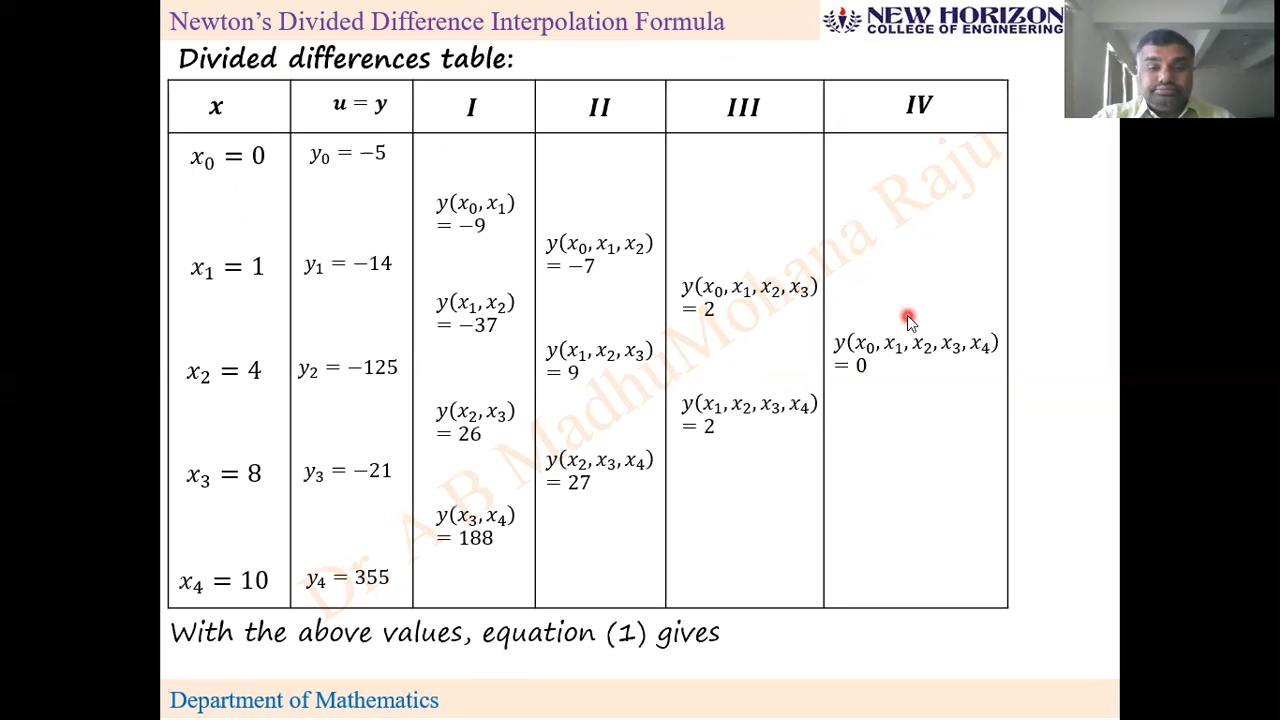 Newton's Divided Difference Interpolation Formula
NEW HORIZON
COLLEGE OF ENGINEERING
Divided differences table:
x u = y I II III IV
x₀ = 0 y₀ = −5
y(x₀, x₁)
= −9
y(x₀, x₁, x₂)
= −7
x₁ = 1 y₁ = −14
y(x₀, x₁, x₂, x₃)
= 2
y(x₁, x₂)
= −37
y(x₀, x₁, x₂, x₃, x₄)
= 0
y(x₁, x₂, x₃)
= 9
x₂ = 4 y₂ = −125
y(x₁, x₂, x₃, x₄)
= 2
y(x₂, x₃)
= 26
y(x₂, x₃, x₄)
= 27
x₃ = 8 y₃ = −21
y(x₃, x₄)
= 188
x₄ = 10 y₄ = 355
Dr. A B MadhuMohana Raju
With the above values, equation (1) gives
Department of Mathematics